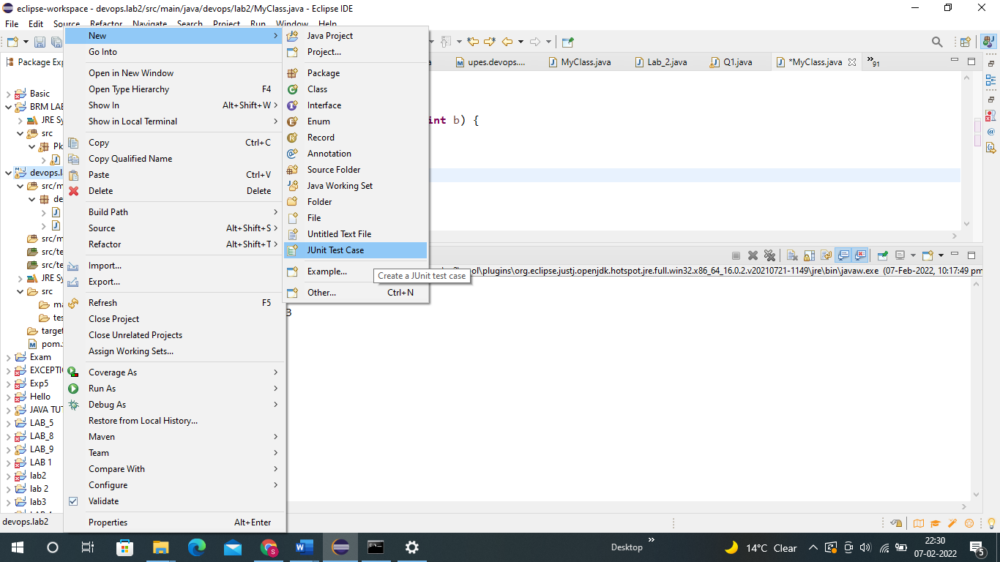 eclipse-workspace - devops.lab2/src/main/java/devops/lab2/MyClass.java - Eclipse IDE
File Edit Source Refactor Navigate Search Project Run Window Help
Package Exp
upes.devops....
MyClass.java
Lab_2.java
Q1.java
*MyClass.java
»91
Basic
BRM LAB
JRE Sy
src
Pk
devops.la
src/m
de
src/m
src/te
src/te
JRE Sy
src
ma
tes
target
pom.x
Exam
EXCEPTIO
Exp5
Hello
JAVA TUT
LAB_5
LAB_8
LAB_9
LAB 1
lab2
lab 2
lab3
devops.lab2
New
Go Into
Open in New Window
Open Type Hierarchy F4
Show In Alt+Shift+W
Show in Local Terminal
Copy Ctrl+C
Copy Qualified Name
Paste Ctrl+V
Delete Delete
Build Path
Source Alt+Shift+S
Refactor Alt+Shift+T
Import...
Export...
Refresh F5
Close Project
Close Unrelated Projects
Assign Working Sets...
Coverage As
Run As
Debug As
Restore from Local History...
Maven
Team
Compare With
Configure
Validate
Properties Alt+Enter
Java Project
Project...
Package
Class
Interface
Enum
Record
Annotation
Source Folder
Java Working Set
Folder
File
Untitled Text File
JUnit Test Case
Example...
Other... Ctrl+N
Create a JUnit test case
int b) {
ool\plugins\org.eclipse.justj.openjdk.hotspot.jre.full.win32.x86_64_16.0.2.v20210721-1149\jre\bin\javaw.exe (07-Feb-2022, 10:17:49 pm
3
Desktop »
14°C Clear
22:30
07-02-2022
5